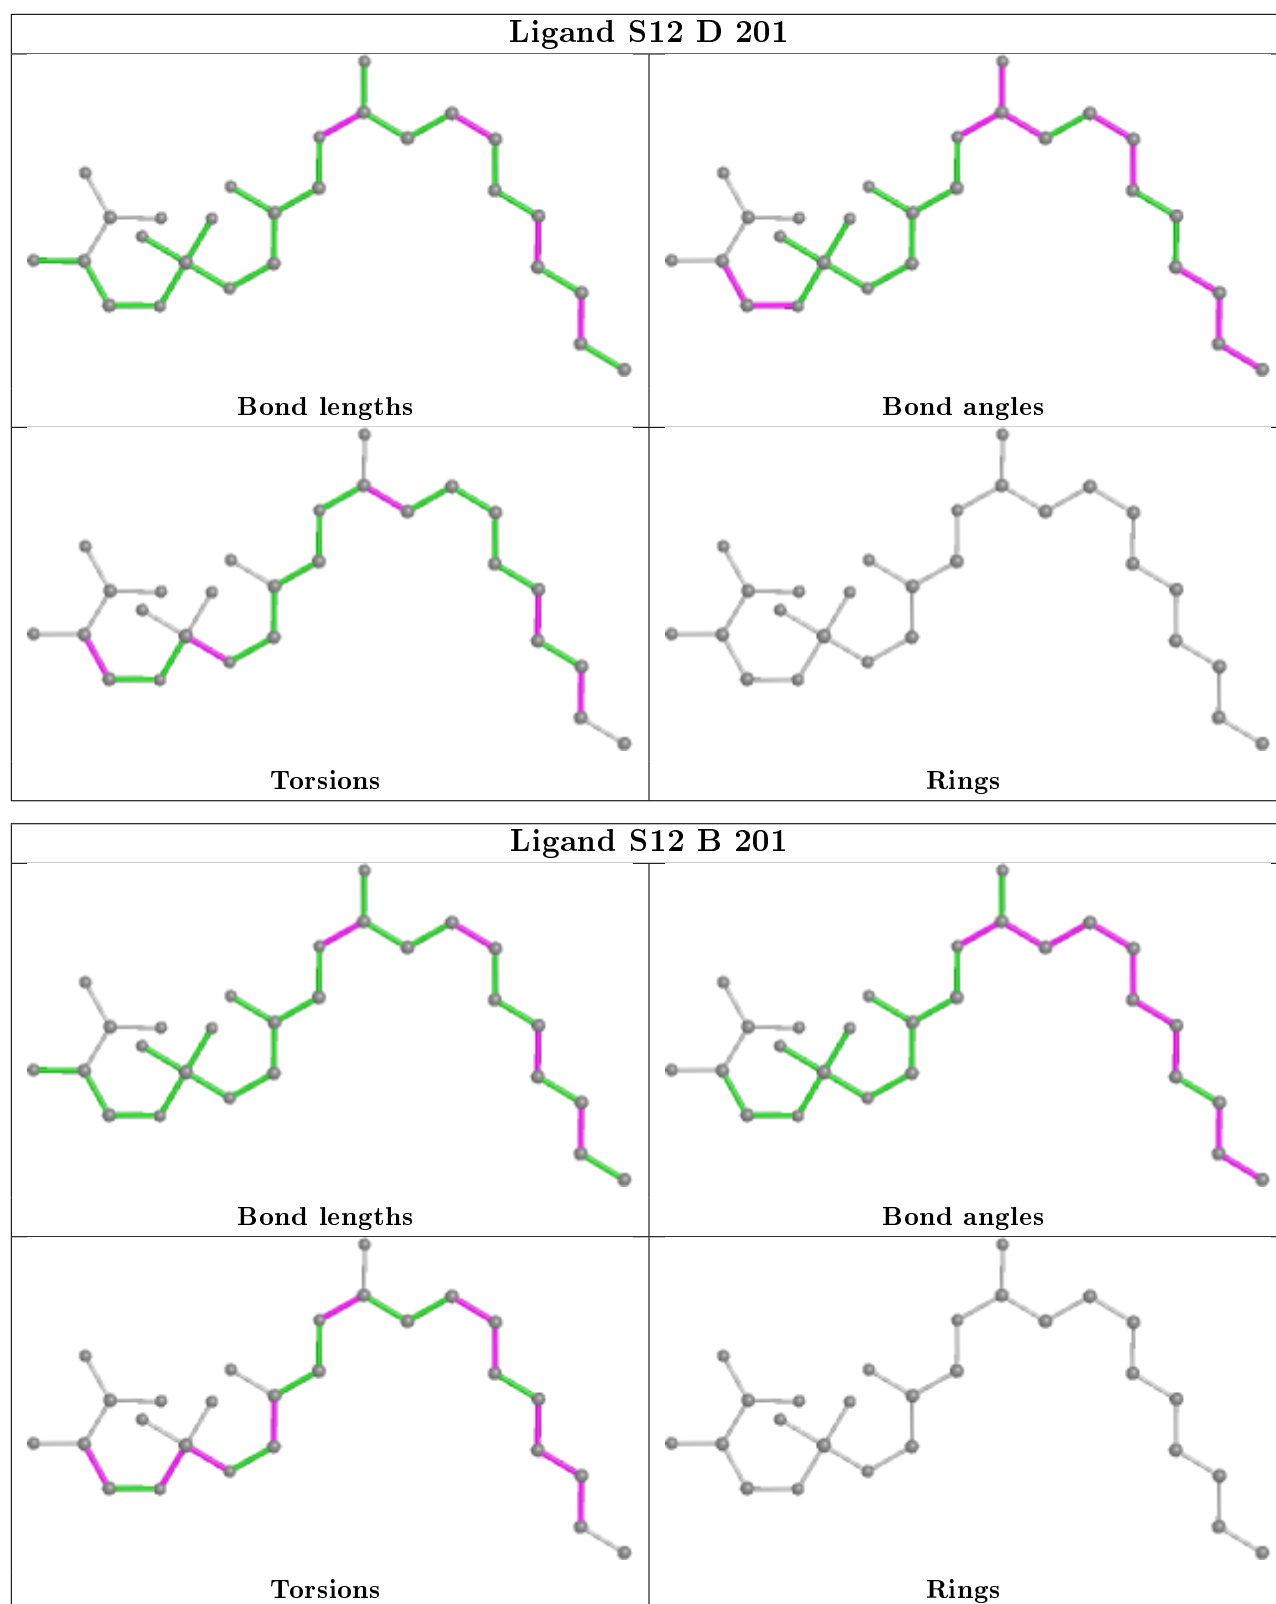 Ligand S12 D 201
Bond lengths
Bond angles
Torsions
Rings
Ligand S12 B 201
Bond lengths
Bond angles
Torsions
Rings